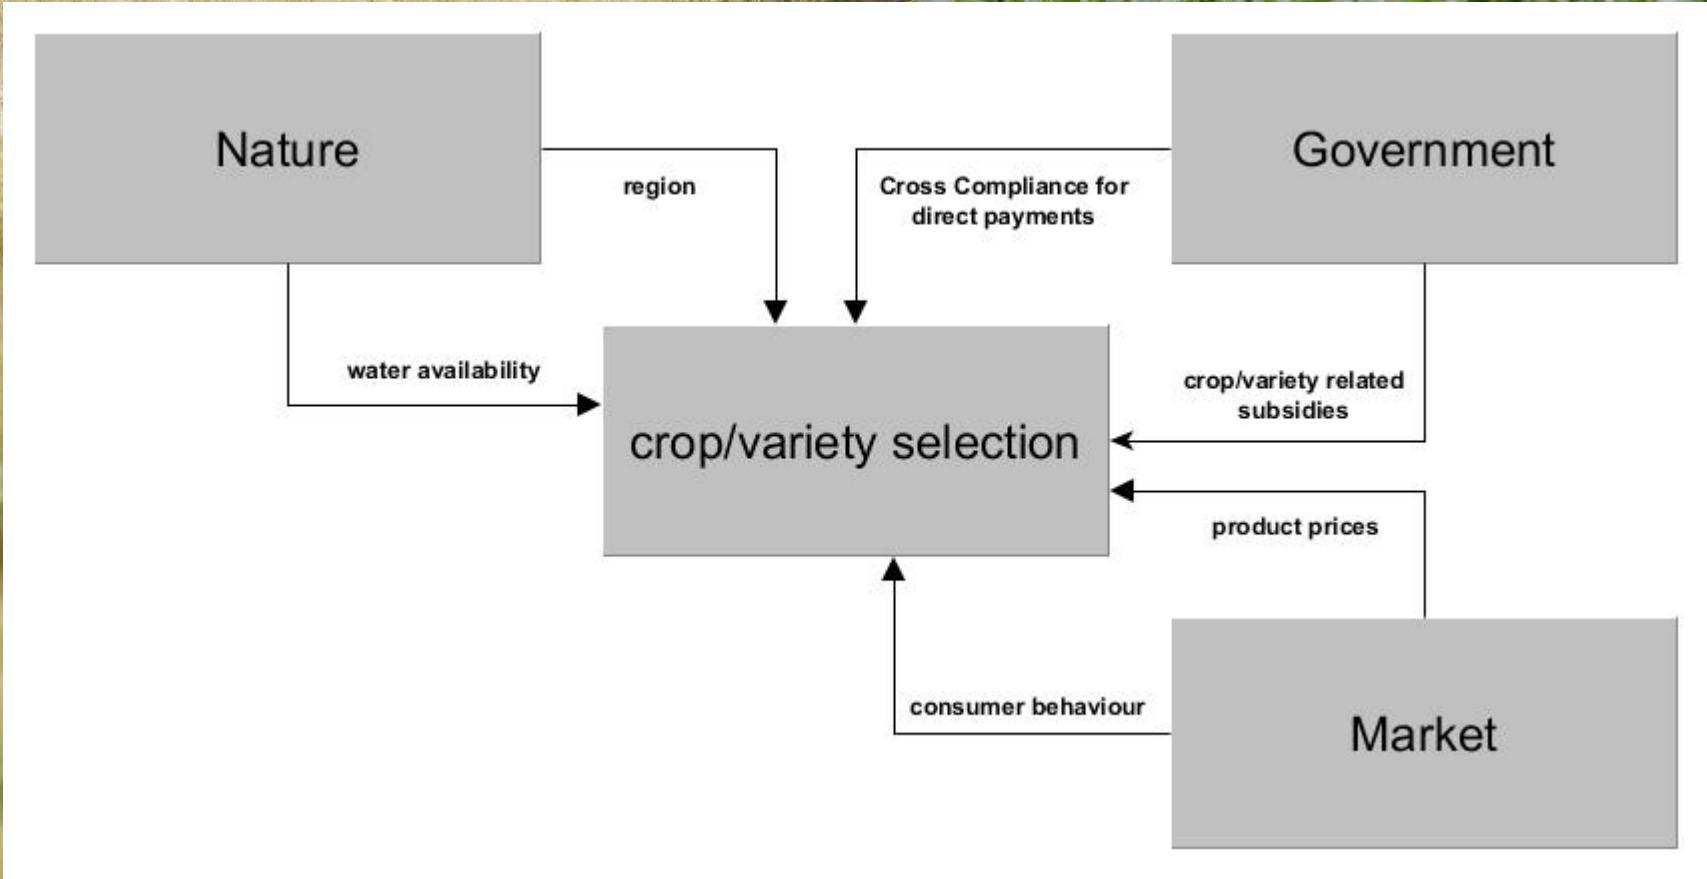 Nature
Government
region
Cross Compliance for
direct payments
water availability
crop/variety related
subsidies
crop/variety selection
product prices
consumer behaviour
Market